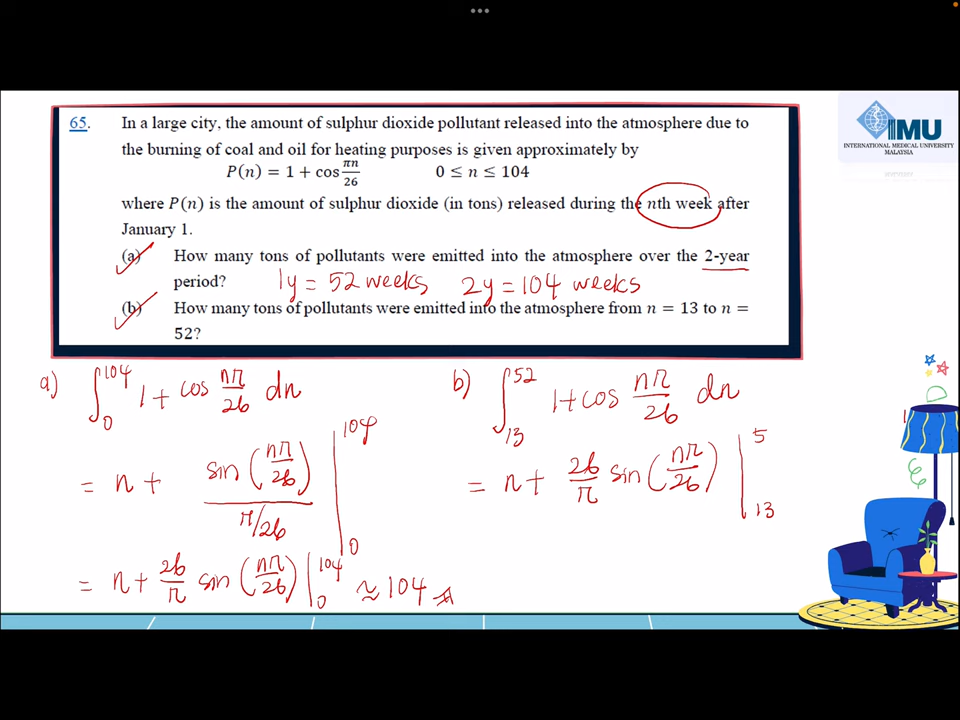 65. In a large city, the amount of sulphur dioxide pollutant released into the atmosphere due to
the burning of coal and oil for heating purposes is given approximately by
P(n) = 1 + cos πn/26    0 ≤ n ≤ 104
where P(n) is the amount of sulphur dioxide (in tons) released during the nth week after
January 1.
(a) How many tons of pollutants were emitted into the atmosphere over the 2-year
period?
1y = 52 weeks 2y = 104 weeks
(b) How many tons of pollutants were emitted into the atmosphere from n = 13 to n =
52?
IMU
INTERNATIONAL MEDICAL UNIVERSITY
MALAYSIA
a) ∫₀¹⁰⁴ 1 + cos nπ/26 dn
= n + sin(nπ/26)/(π/26) |₀¹⁰⁴
= n + 26/π sin(nπ/26) |₀¹⁰⁴ ≈ 104
b) ∫₁₃⁵² 1 + cos nπ/26 dn
= n + 26/π sin(nπ/26) |₁₃⁵